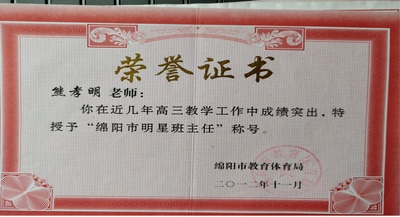 荣誉证书
熊孝明 老师：
你在近几年高三教学工作中成绩突出，特
授予“绵阳市明星班主任”称号。
绵阳市教育体育局
二〇一二年十一月